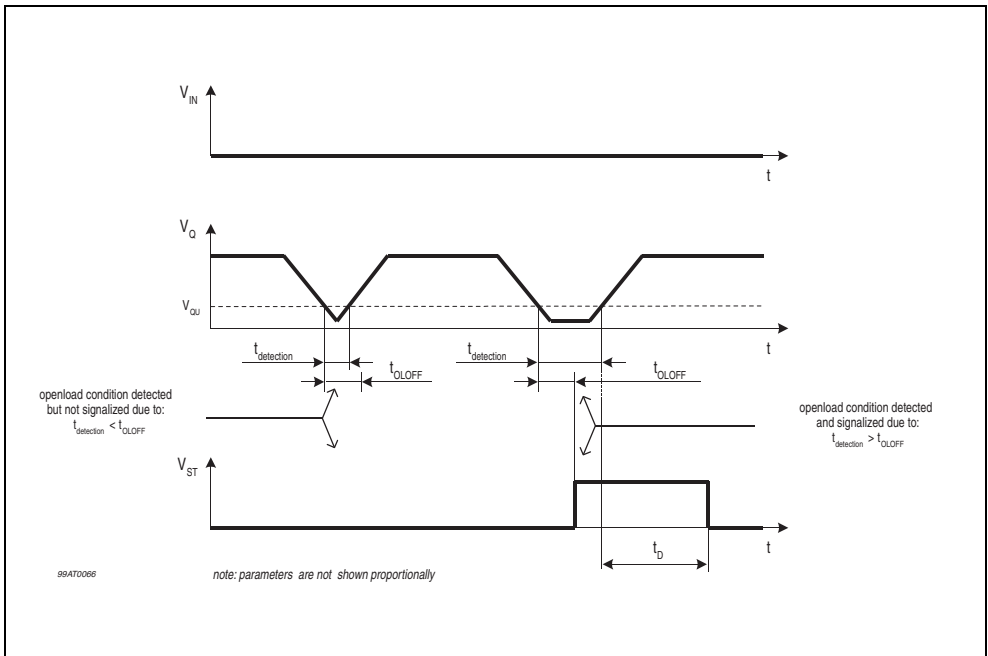 V_IN
t
V_Q
V_QU
t
t_detection
t_OLOFF
t_detection
t_OLOFF
openload condition detected
but not signalized due to:
t_detection < t_OLOFF
openload condition detected
and signalized due to:
t_detection > t_OLOFF
V_ST
t
t_D
99AT0066
note: parameters are not shown proportionally